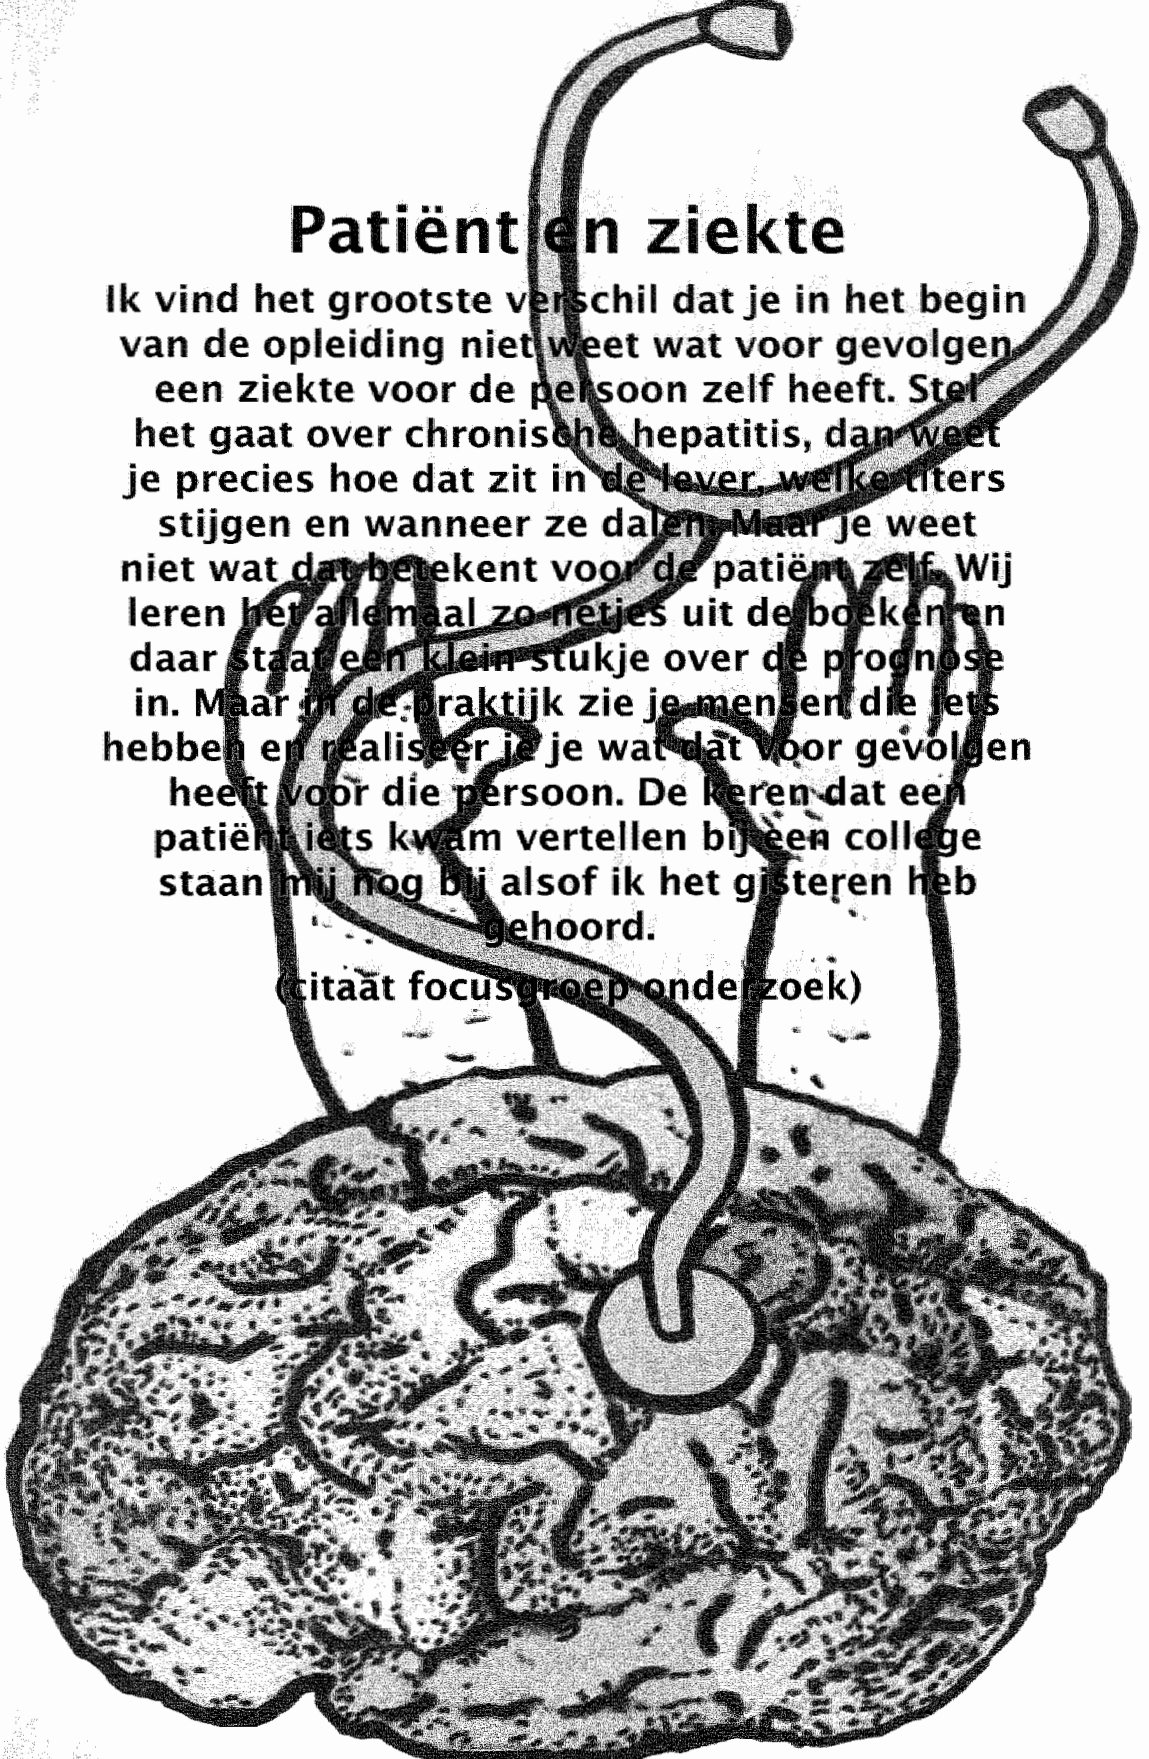 Patiënt en ziekte
Ik vind het grootste verschil dat je in het begin
van de opleiding niet weet wat voor gevolgen
een ziekte voor de persoon zelf heeft. Stel
het gaat over chronische hepatitis, dan weet
je precies hoe dat zit in de lever, welke titers
stijgen en wanneer ze dalen. Maar je weet
niet wat dat betekent voor de patiënt zelf. Wij
leren het allemaal zo netjes uit de boeken en
daar staat een klein stukje over de prognose
in. Maar in de praktijk zie je mensen die iets
hebben en realiseer je je wat dat voor gevolgen
heeft voor die persoon. De keren dat een
patiënt iets kwam vertellen bij een college
staan mij nog bij alsof ik het gisteren heb
gehoord.
(citaat focusgroep onderzoek)